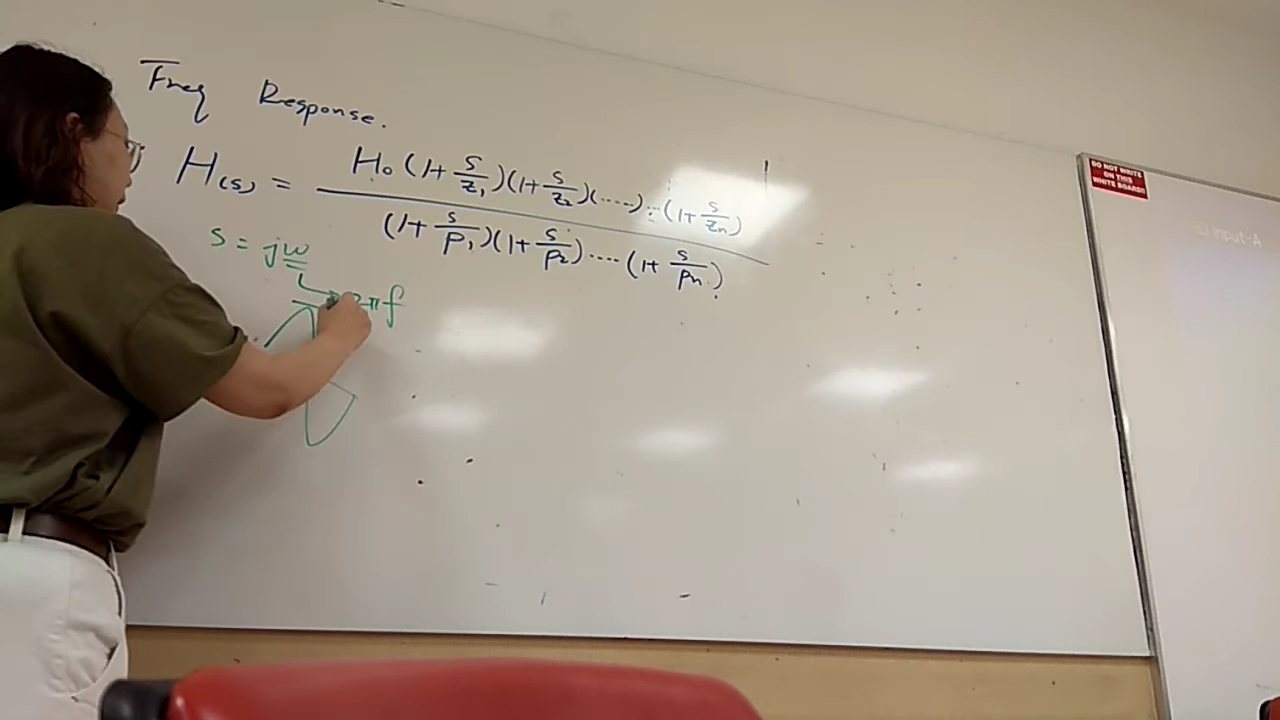 Freq Response.
H(s) = H₀(1+s/z₁)(1+s/z₂)(.....)...(1+s/zₙ)
(1+s/p₁)(1+s/p₂)....(1+s/pₙ)
s = jω
2πf
DO NOT WRITE
ON THIS
WHITE BOARD!!
Input-A